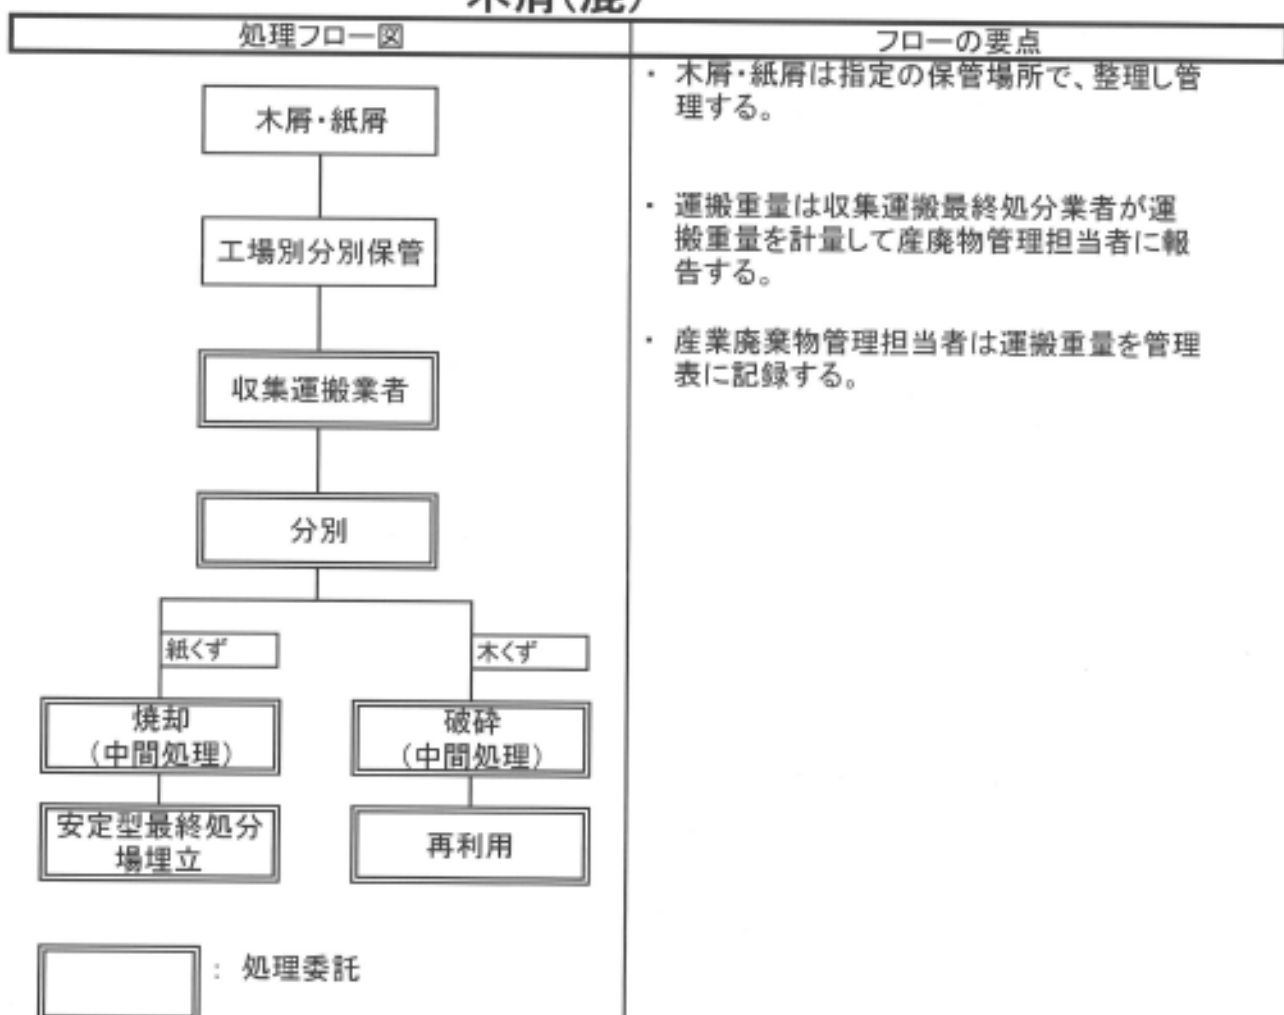 木屑(混)
処理フロー図
フローの要点
木屑・紙屑
工場別分別保管
収集運搬業者
分別
紙くず
木くず
焼却
(中間処理)
破砕
(中間処理)
安定型最終処分
場埋立
再利用
: 処理委託
・ 木屑・紙屑は指定の保管場所で、整理し管
理する。
・ 運搬重量は収集運搬最終処分業者が運
搬重量を計量して産廃物管理担当者に報
告する。
・ 産業廃棄物管理担当者は運搬重量を管理
表に記録する。